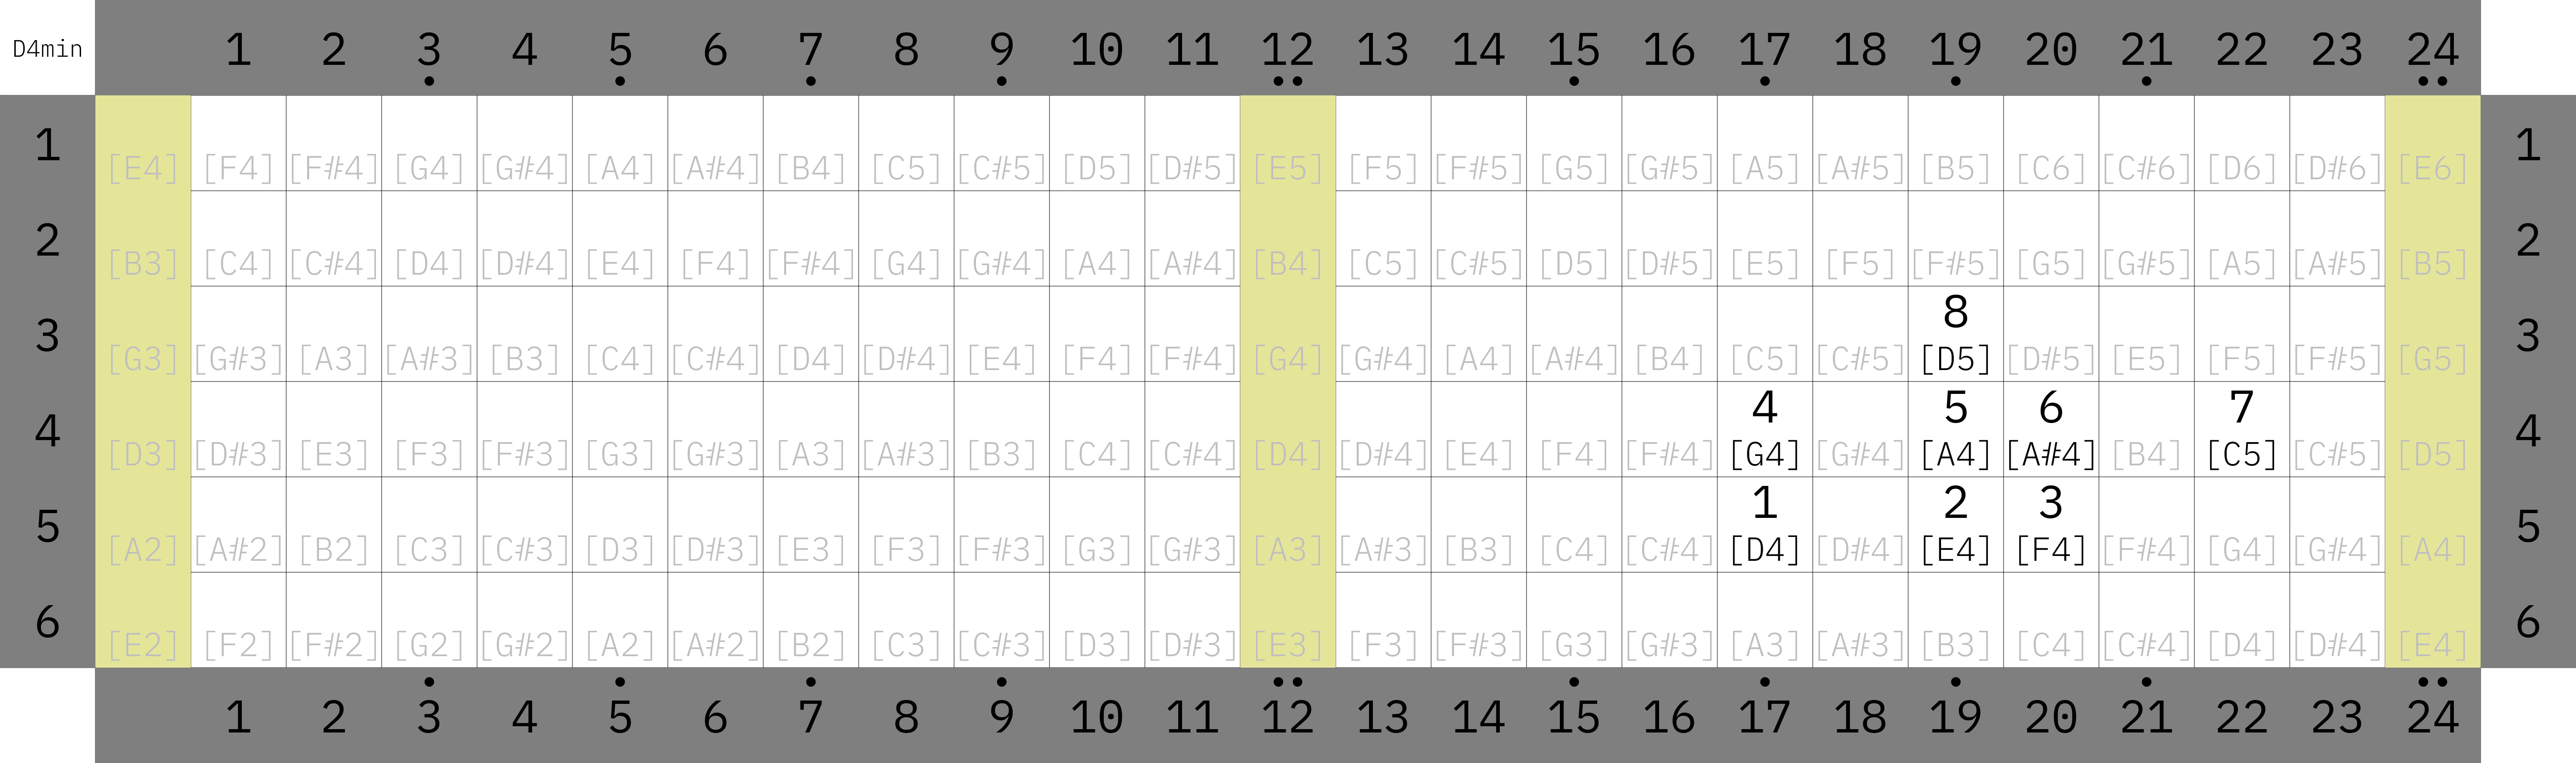 D4min 1 2 3 4 5 6 7 8 9 10 11 12 13 14 15 16 17 18 19 20 21 22 23 24
1 [E4] [F4] [F#4] [G4] [G#4] [A4] [A#4] [B4] [C5] [C#5] [D5] [D#5] [E5] [F5] [F#5] [G5] [G#5] [A5] [A#5] [B5] [C6] [C#6] [D6] [D#6] [E6] 1
2 [B3] [C4] [C#4] [D4] [D#4] [E4] [F4] [F#4] [G4] [G#4] [A4] [A#4] [B4] [C5] [C#5] [D5] [D#5] [E5] [F5] [F#5] [G5] [G#5] [A5] [A#5] [B5] 2
8
3 [G3] [G#3] [A3] [A#3] [B3] [C4] [C#4] [D4] [D#4] [E4] [F4] [F#4] [G4] [G#4] [A4] [A#4] [B4] [C5] [C#5] [D5] [D#5] [E5] [F5] [F#5] [G5] 3
4 5 6 7
4 [D3] [D#3] [E3] [F3] [F#3] [G3] [G#3] [A3] [A#3] [B3] [C4] [C#4] [D4] [D#4] [E4] [F4] [F#4] [G4] [G#4] [A4] [A#4] [B4] [C5] [C#5] [D5] 4
1 2 3
5 [A2] [A#2] [B2] [C3] [C#3] [D3] [D#3] [E3] [F3] [F#3] [G3] [G#3] [A3] [A#3] [B3] [C4] [C#4] [D4] [D#4] [E4] [F4] [F#4] [G4] [G#4] [A4] 5
6 [E2] [F2] [F#2] [G2] [G#2] [A2] [A#2] [B2] [C3] [C#3] [D3] [D#3] [E3] [F3] [F#3] [G3] [G#3] [A3] [A#3] [B3] [C4] [C#4] [D4] [D#4] [E4] 6
1 2 3 4 5 6 7 8 9 10 11 12 13 14 15 16 17 18 19 20 21 22 23 24